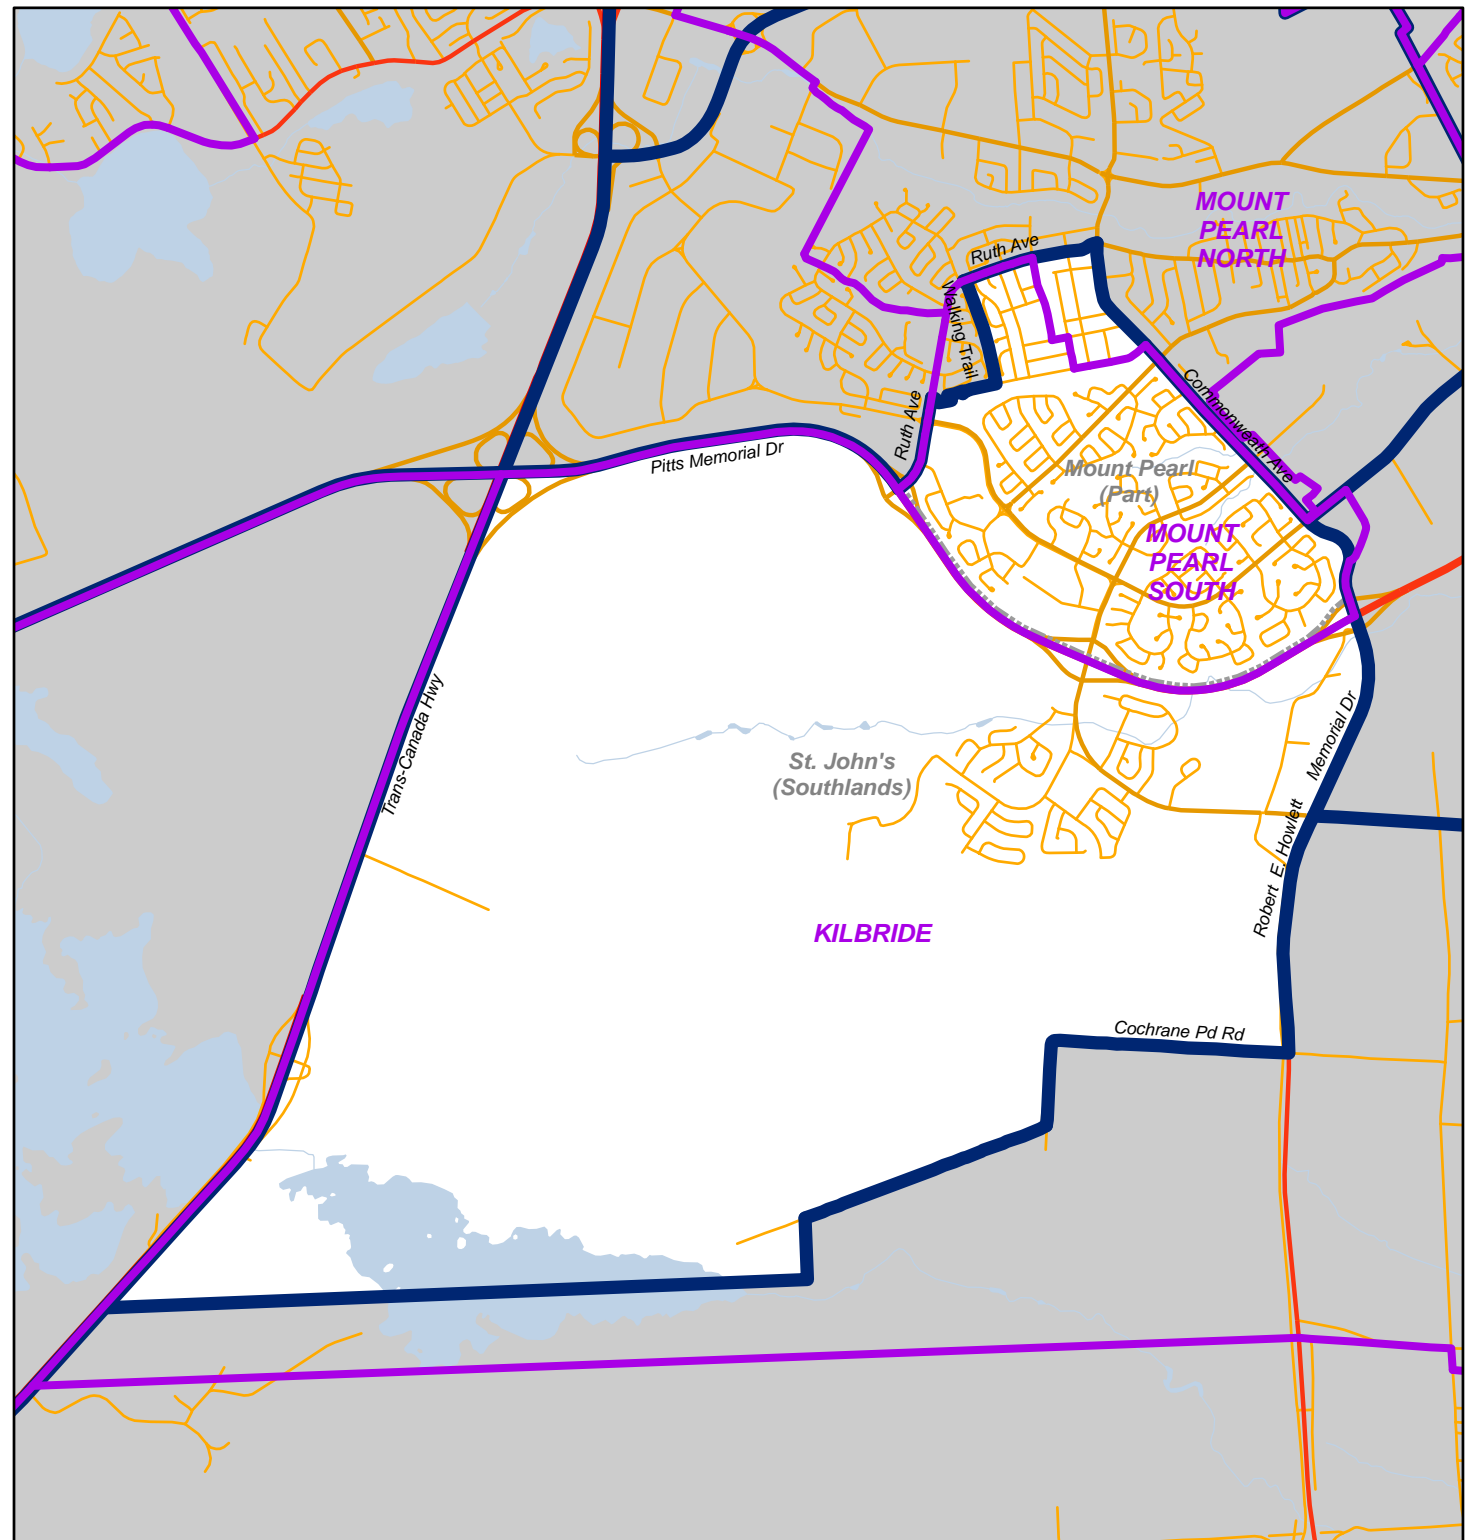 MOUNT
PEARL
NORTH
Ruth Ave
Walking Trail
Commonweath Ave
Ruth Ave
Pitts Memorial Dr
Mount Pearl
(Part)
MOUNT
PEARL
SOUTH
Trans-Canada Hwy
St. John's
(Southlands)
Robert E. Howlett Memorial Dr
KILBRIDE
Cochrane Pd Rd